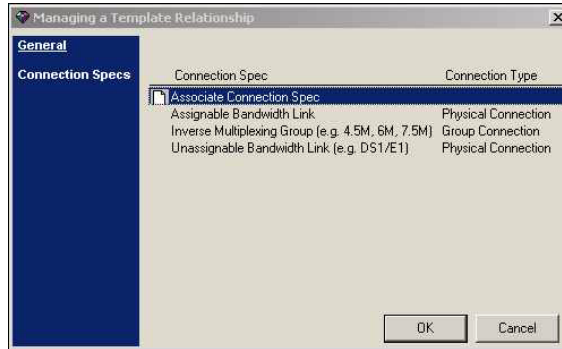 Managing a Template Relationship
General
Connection Specs
Connection Spec Connection Type
Associate Connection Spec
Assignable Bandwidth Link Physical Connection
Inverse Multiplexing Group (e.g. 4.5M, 6M, 7.5M) Group Connection
Unassignable Bandwidth Link (e.g. DS1/E1) Physical Connection
OK Cancel